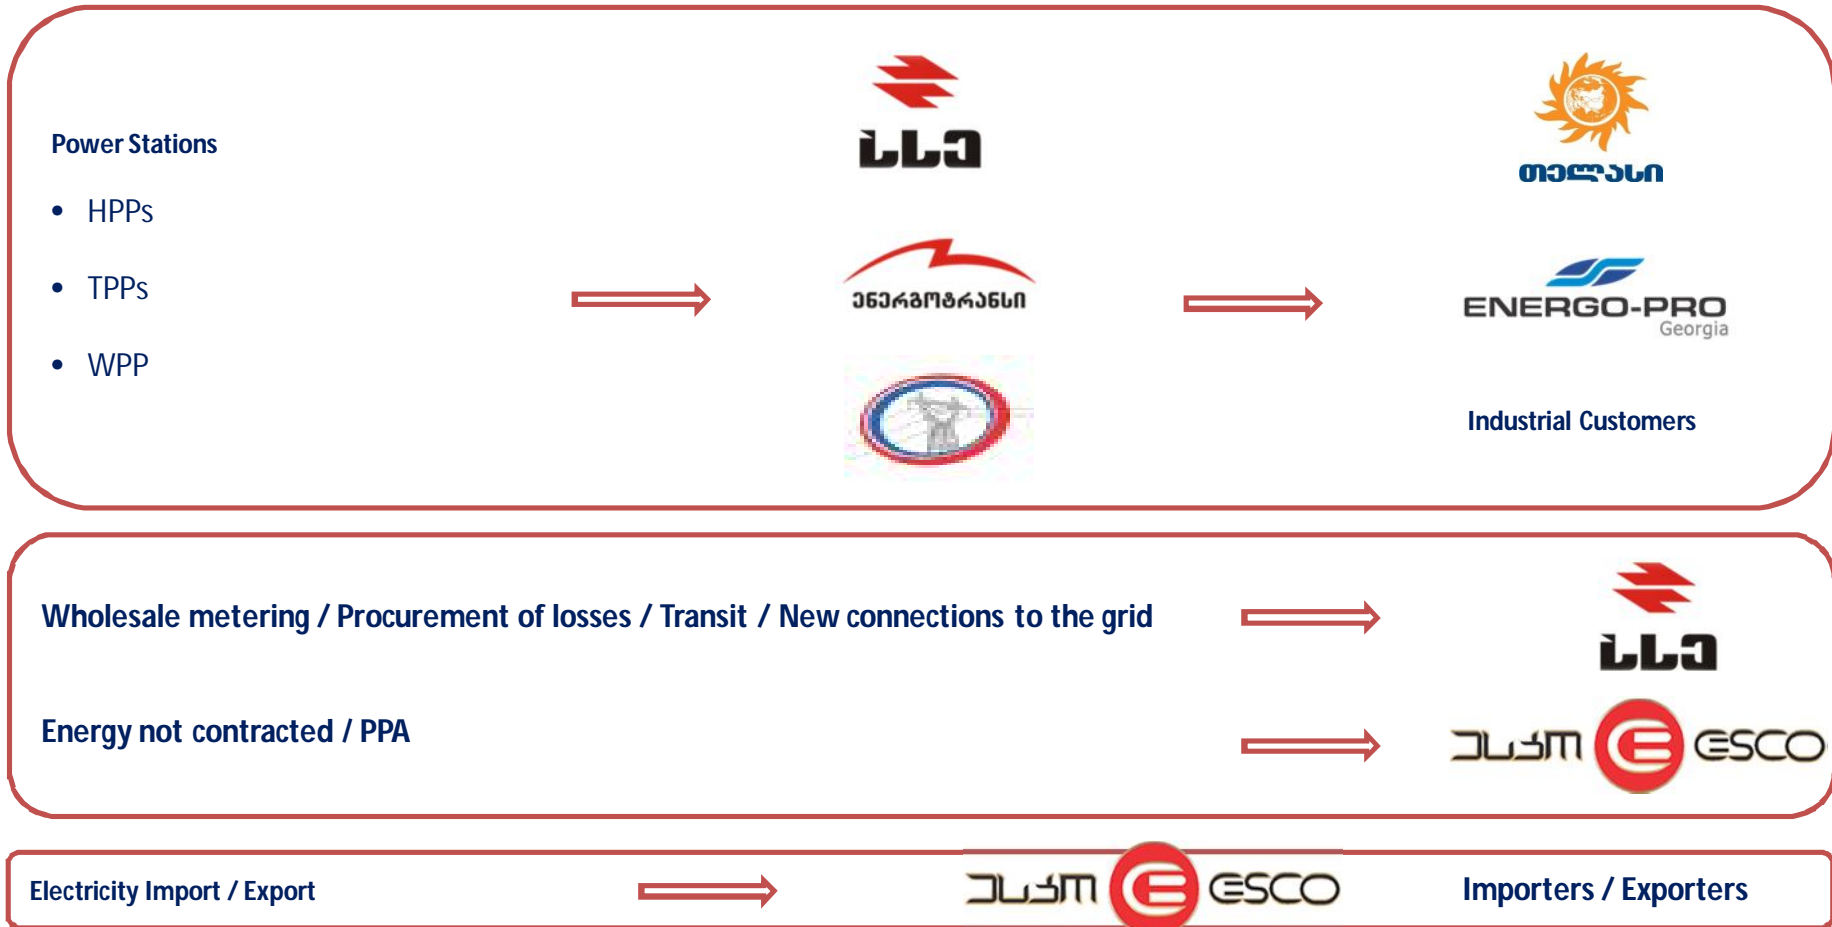 Power Stations
• HPPs
• TPPs
• WPP
სსე
ენერგოტრანსი
თელასი
ENERGO-PRO
Georgia
Industrial Customers
Wholesale metering / Procurement of losses / Transit / New connections to the grid
სსე
Energy not contracted / PPA
ესკო ESCO
Electricity Import / Export
ესკო ESCO
Importers / Exporters